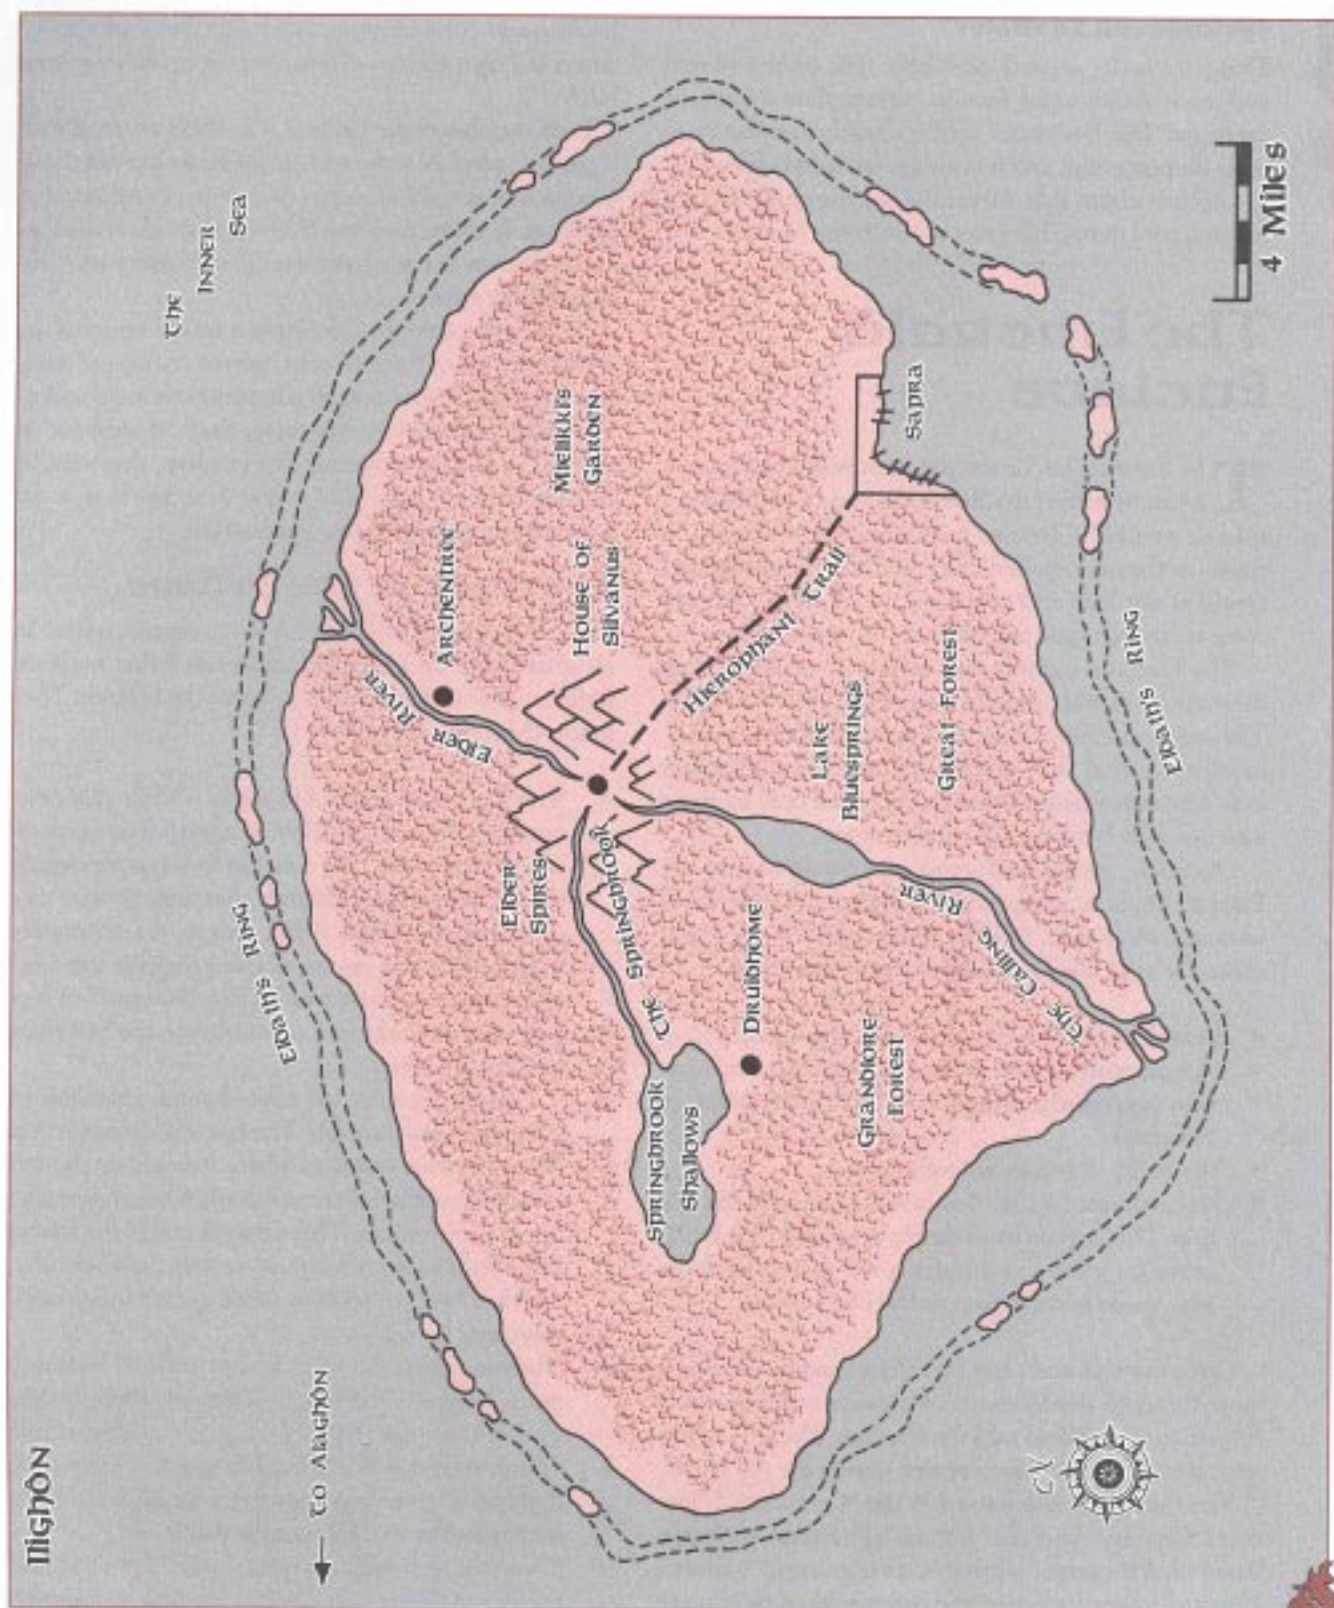 Ilighôn
To Alaghôn
The
Inner
Sea
Eldath's Ring
River Elder
Archentree
Elder
Spires
House of
Silvanus
Mielikki's
Garden
The Springbrook
Springbrook
Shallows
Druidhome
Hierophant Trail
Lake
Bluesprings
Grandiore
Forest
River
The Calling
Great Forest
Sapra
N
Eldath's Ring
4 Miles